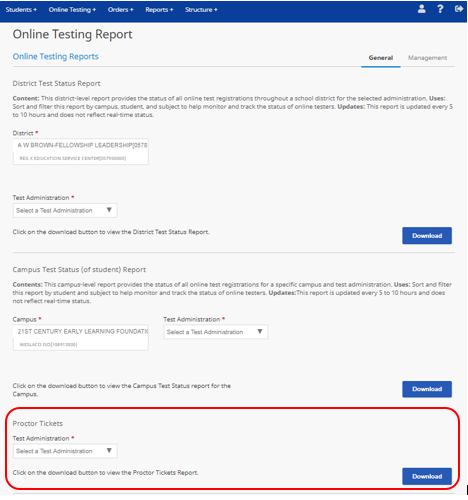 Students + Online Testing + Orders + Reports + Structure + ?
Online Testing Report
Online Testing Reports General Management
District Test Status Report
Content: This district-level report provides the status of all online test registrations throughout a school district for the selected administration. Uses:
Sort and filter this report by campus, student, and subject to help monitor and track the status of online testers. Updates: This report is updated every 5
to 10 hours and does not reflect real-time status.
District *
A W BROWN-FELLOWSHIP LEADERSHIP(0578
REG X EDUCATION SERVICE CENTER(057950000)
Test Administration *
Select a Test Administration
Click on the download button to view the District Test Status Report. Download
Campus Test Status (of student) Report
Contents: This campus-level report provides the status of all online test registrations for a specific campus and test administration. Uses: Sort and filter
this report by student and subject to help monitor and track the status of online testers. Updates:This report is updated every 5 to 10 hours and does
not reflect real-time status.
Campus * Test Administration *
21ST CENTURY EARLY LEARNING FOUNDATIO Select a Test Administration
WESLACO ISD(108913000)
Click on the download button to view the Campus Test Status report for the
Campus. Download
Proctor Tickets
Test Administration *
Select a Test Administration
Click on the download button to view the Proctor Tickets Report. Download